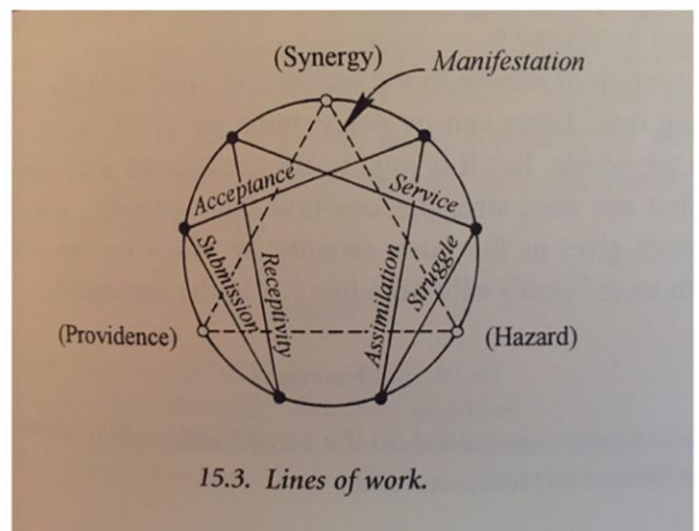 (Synergy)
Manifestation
Acceptance
Service
Submission
Receptivity
Assimilation
Struggle
(Providence)
(Hazard)
15.3. Lines of work.